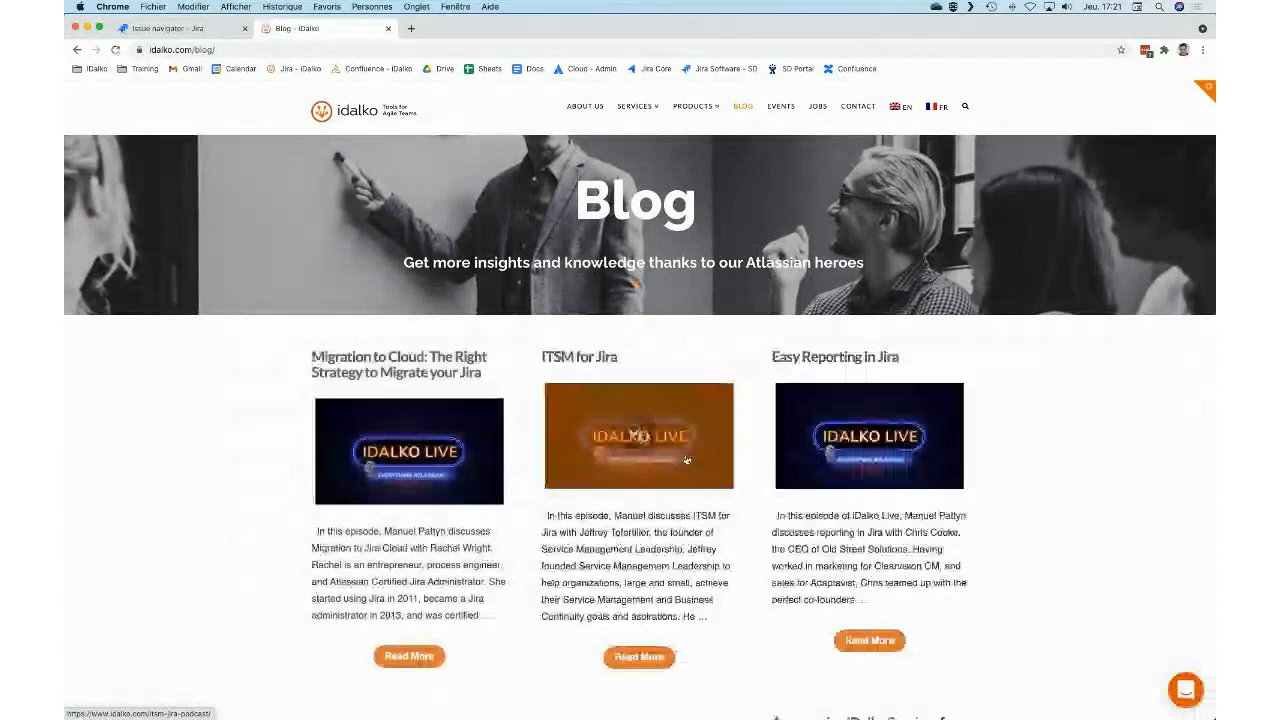 Chrome Fichier Modifier Afficher Historique Favoris Personnes Onglet Fenêtre Aide
Jeu. 17:21
Issue navigator - Jira
Blog - iDalko
idalko.com/blog/
iDalko Training Gmail Calendar Jira - iDalko Confluence - iDalko Drive Sheets Docs Cloud - Admin Jira Core Jira Software - SD SD Portal Confluence
idalko Tools for Agile Teams
ABOUT US SERVICES PRODUCTS BLOG EVENTS JOBS CONTACT EN FR
Blog
Get more insights and knowledge thanks to our Atlassian heroes
Migration to Cloud: The Right
Strategy to Migrate your Jira
IDALKO LIVE
EVERYTHING ATLASSIAN
In this episode, Manuel Paltyn discusses
Migration to Jira Cloud with Rachel Wright.
Rachel is an entrepreneur, process engineer,
and Atlassian Certified Jira Administrator. She
started using Jira in 2011, became a Jira
administrator in 2013, and was certified ...
Read More
ITSM for Jira
IDALKO LIVE
In this episode, Manuel discusses ITSM for
Jira with Jeffrey Tefertiller, the founder of
Service Management Leadership. Jeffrey
founded Service Management Leadership to
help organizations, large and small, achieve
their Service Management and Business
Continuity goals and aspirations. He ...
Read More
Easy Reporting in Jira
IDALKO LIVE
In this episode of iDalko Live, Manuel Paltyn
discusses reporting in Jira with Chris Cooke,
the CEO of Old Street Solutions. Having
worked in marketing for Clearvision CM, and
sales for Adaptavist, Chris teamed up with the
perfect co-founders ...
Read More
https://www.idalko.com/itsm-jira-podcast/